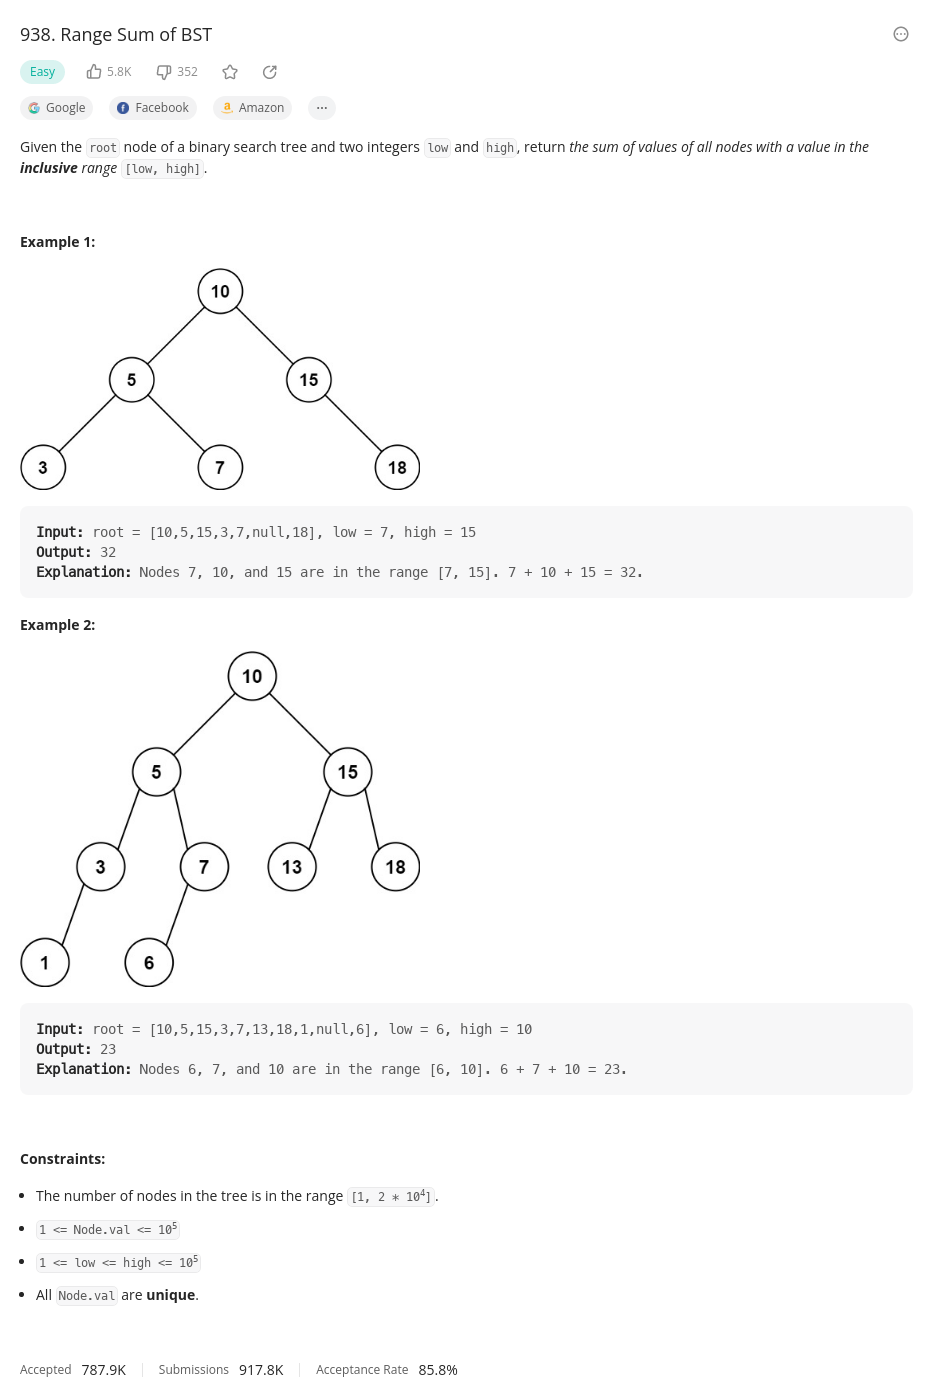 938. Range Sum of BST
Easy 5.8K 352
Google Facebook Amazon ...
Given the root node of a binary search tree and two integers low and high, return the sum of values of all nodes with a value in the
inclusive range [low, high].
Example 1:
10
5 15
3 7 18
Input: root = [10,5,15,3,7,null,18], low = 7, high = 15
Output: 32
Explanation: Nodes 7, 10, and 15 are in the range [7, 15]. 7 + 10 + 15 = 32.
Example 2:
10
5 15
3 7 13 18
1 6
Input: root = [10,5,15,3,7,13,18,1,null,6], low = 6, high = 10
Output: 23
Explanation: Nodes 6, 7, and 10 are in the range [6, 10]. 6 + 7 + 10 = 23.
Constraints:
• The number of nodes in the tree is in the range [1, 2 * 10⁴].
• 1 <= Node.val <= 10⁵
• 1 <= low <= high <= 10⁵
• All Node.val are unique.
Accepted 787.9K Submissions 917.8K Acceptance Rate 85.8%